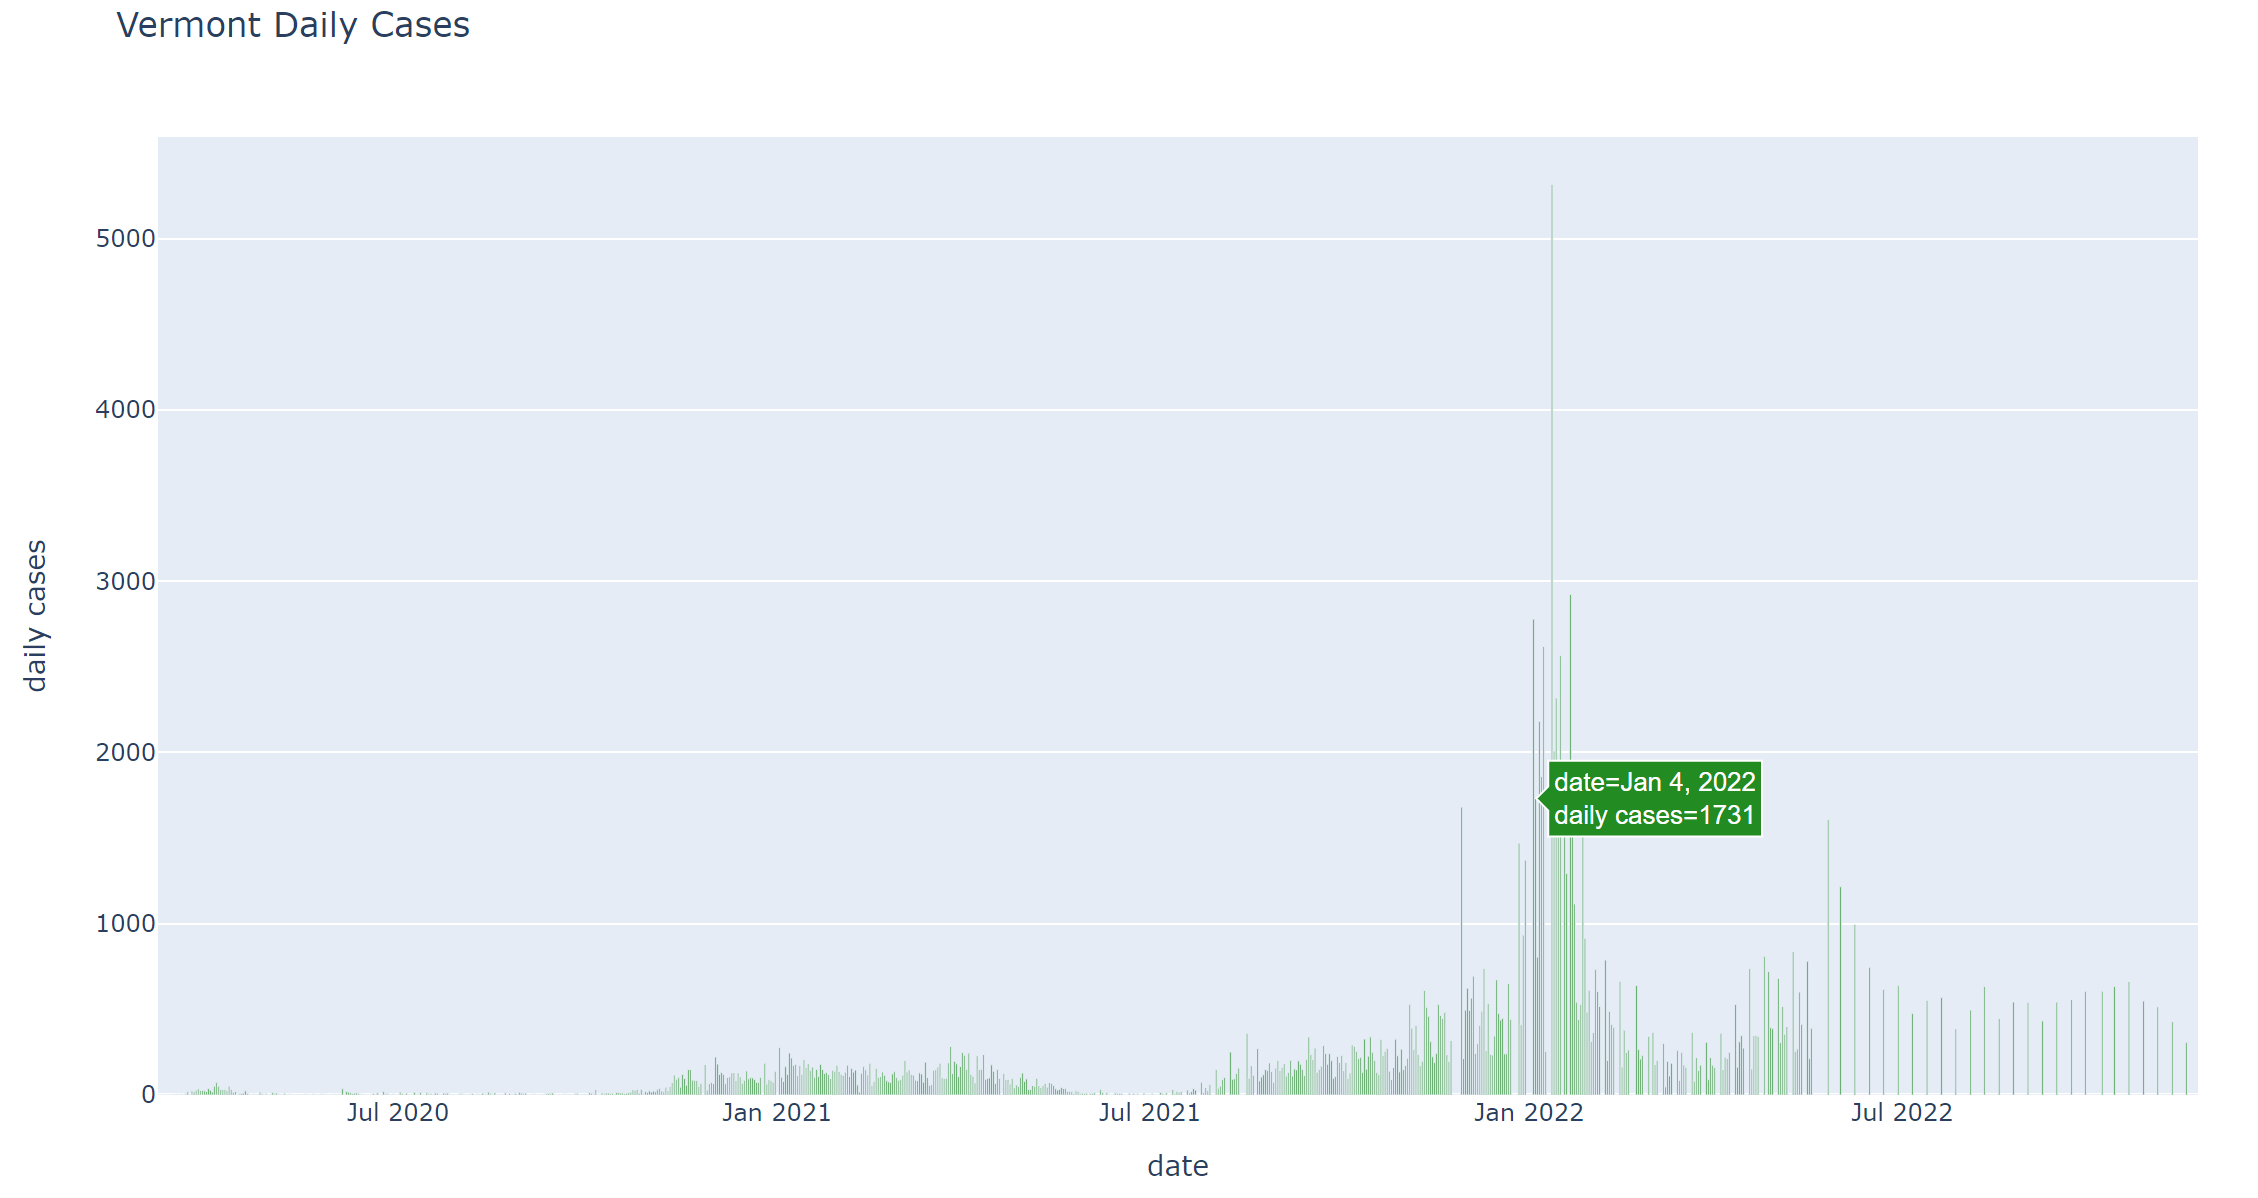 Vermont Daily Cases
5000
4000
3000
2000
1000
0
daily cases
date=Jan 4, 2022
daily cases=1731
Jul 2020
Jan 2021
Jul 2021
Jan 2022
Jul 2022
date